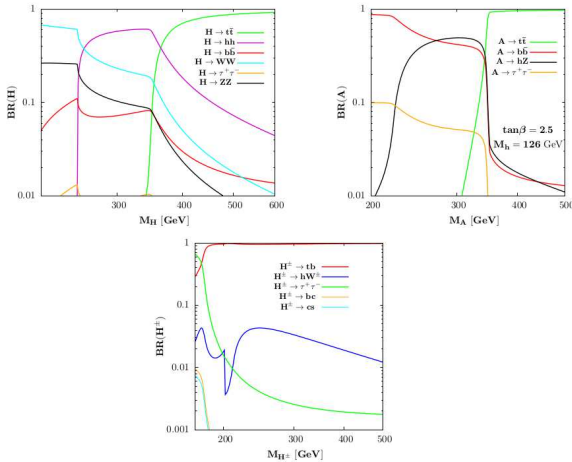 BR(H)
1
0.1
0.01
H → tt̄
H → hh
H → bb̄
H → WW
H → τ⁺τ⁻
H → ZZ
300
400
500
600
M_H [GeV]
BR(A)
1
0.1
0.01
A → tt̄
A → bb̄
A → hZ
A → τ⁺τ⁻
tanβ = 2.5
M_h = 126 GeV
200
300
400
500
M_A [GeV]
BR(H^±)
1
0.1
0.01
0.001
H^± → tb
H^± → hW^±
H^± → τ⁺τ⁻
H^± → bc
H^± → cs
200
300
400
500
M_H^± [GeV]